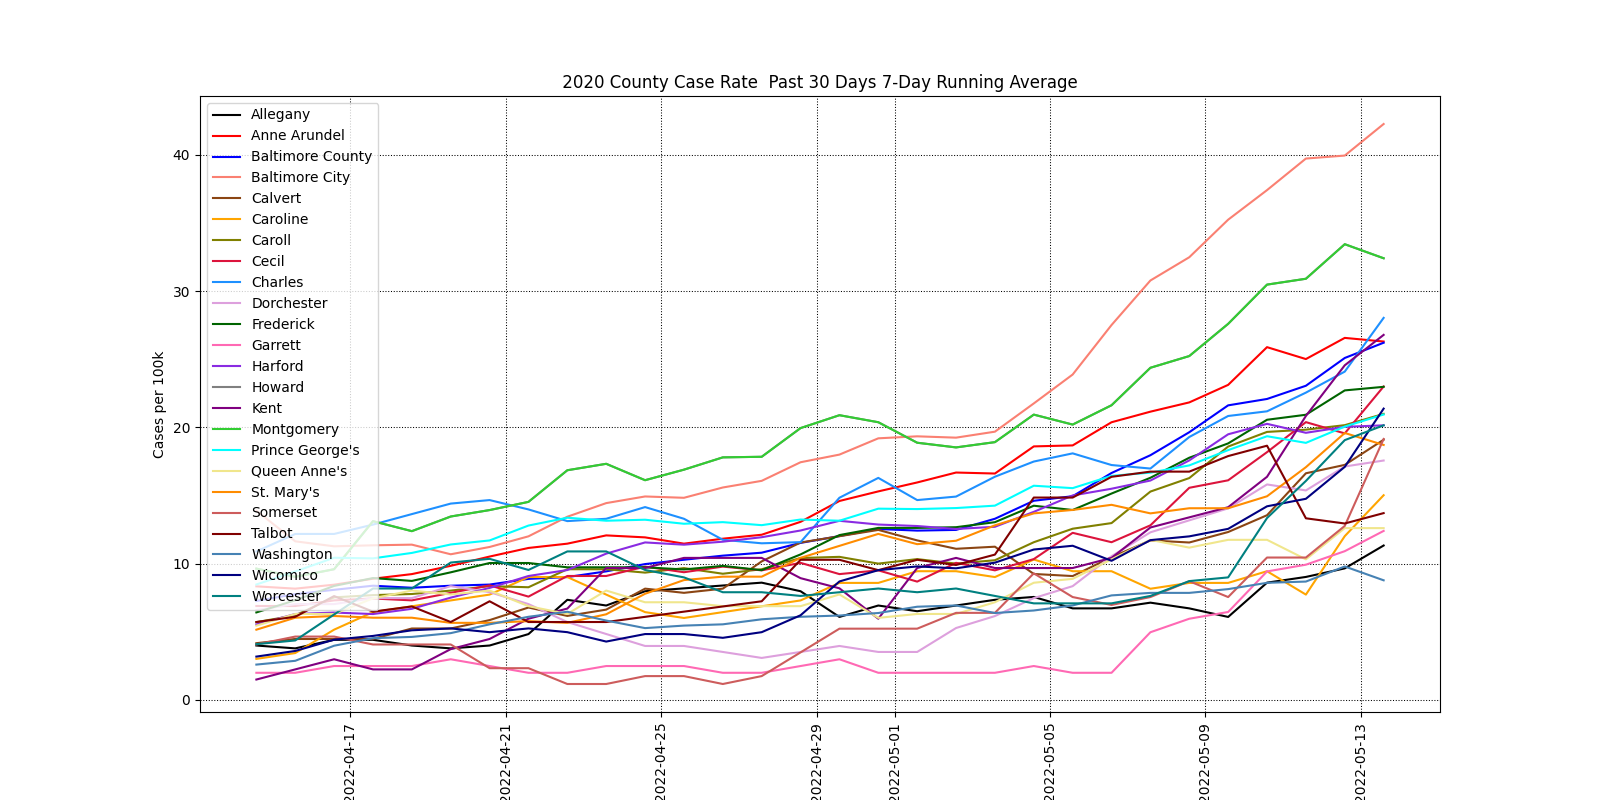 2020 County Case Rate  Past 30 Days 7-Day Running Average
Allegany
Anne Arundel
Baltimore County
Baltimore City
Calvert
Caroline
Caroll
Cecil
Charles
Dorchester
Frederick
Garrett
Harford
Howard
Kent
Montgomery
Prince George's
Queen Anne's
St. Mary's
Somerset
Talbot
Washington
Wicomico
Worcester
Cases per 100k
40
30
20
10
0
2022-04-17
2022-04-21
2022-04-25
2022-04-29
2022-05-01
2022-05-05
2022-05-09
2022-05-13